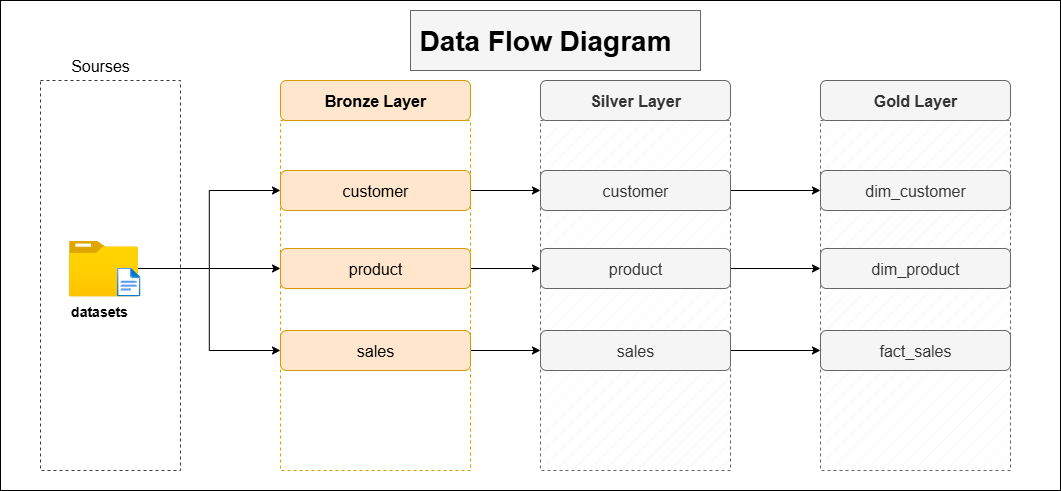 Data Flow Diagram
Sourses
Bronze Layer
Silver Layer
Gold Layer
customer
customer
dim_customer
product
product
dim_product
datasets
sales
sales
fact_sales